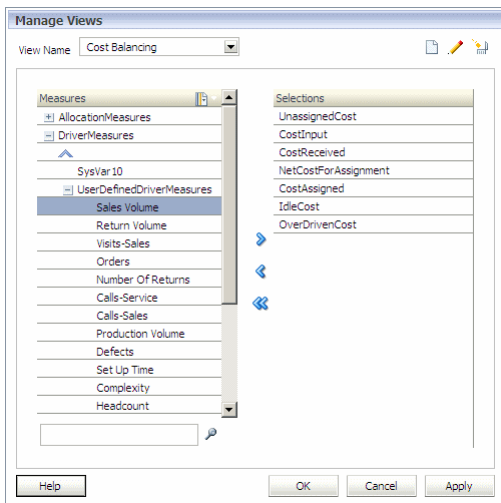 Manage Views
View Name Cost Balancing
Measures
AllocationMeasures
DriverMeasures
SysVar10
UserDefinedDriverMeasures
Sales Volume
Return Volume
Visits-Sales
Orders
Number Of Returns
Calls-Service
Calls-Sales
Production Volume
Defects
Set Up Time
Complexity
Headcount
Selections
UnassignedCost
CostInput
CostReceived
NetCostForAssignment
CostAssigned
IdleCost
OverDrivenCost
Help OK Cancel Apply